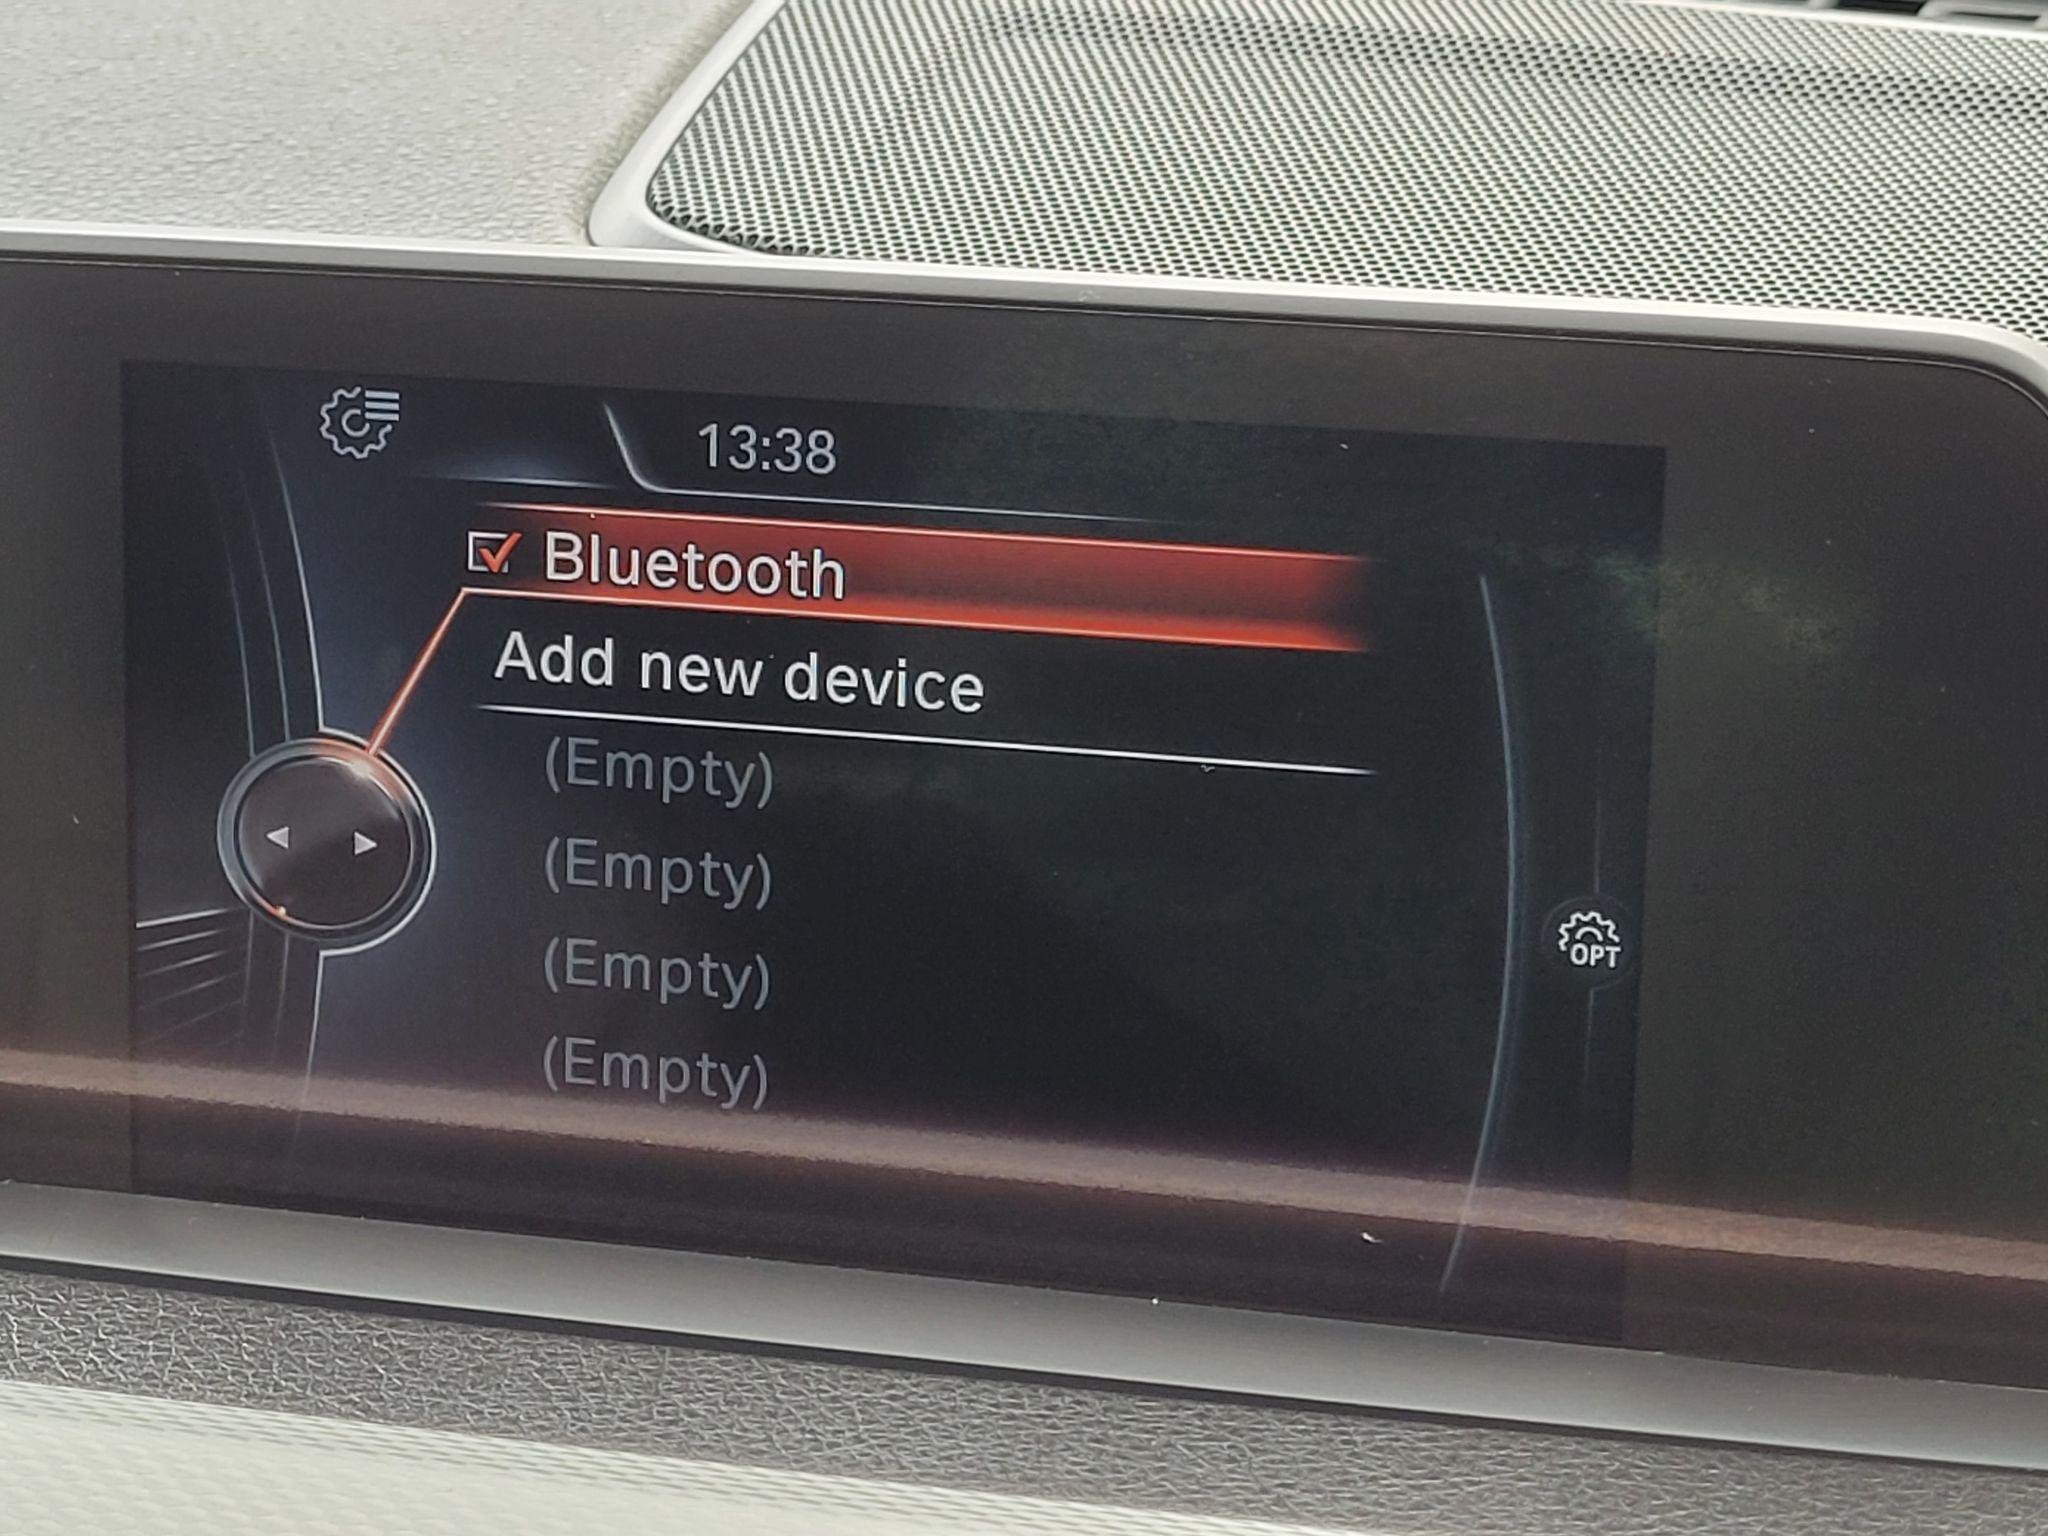 13:38
Bluetooth
Add new device
(Empty)
(Empty)
(Empty)
(Empty)
OPT